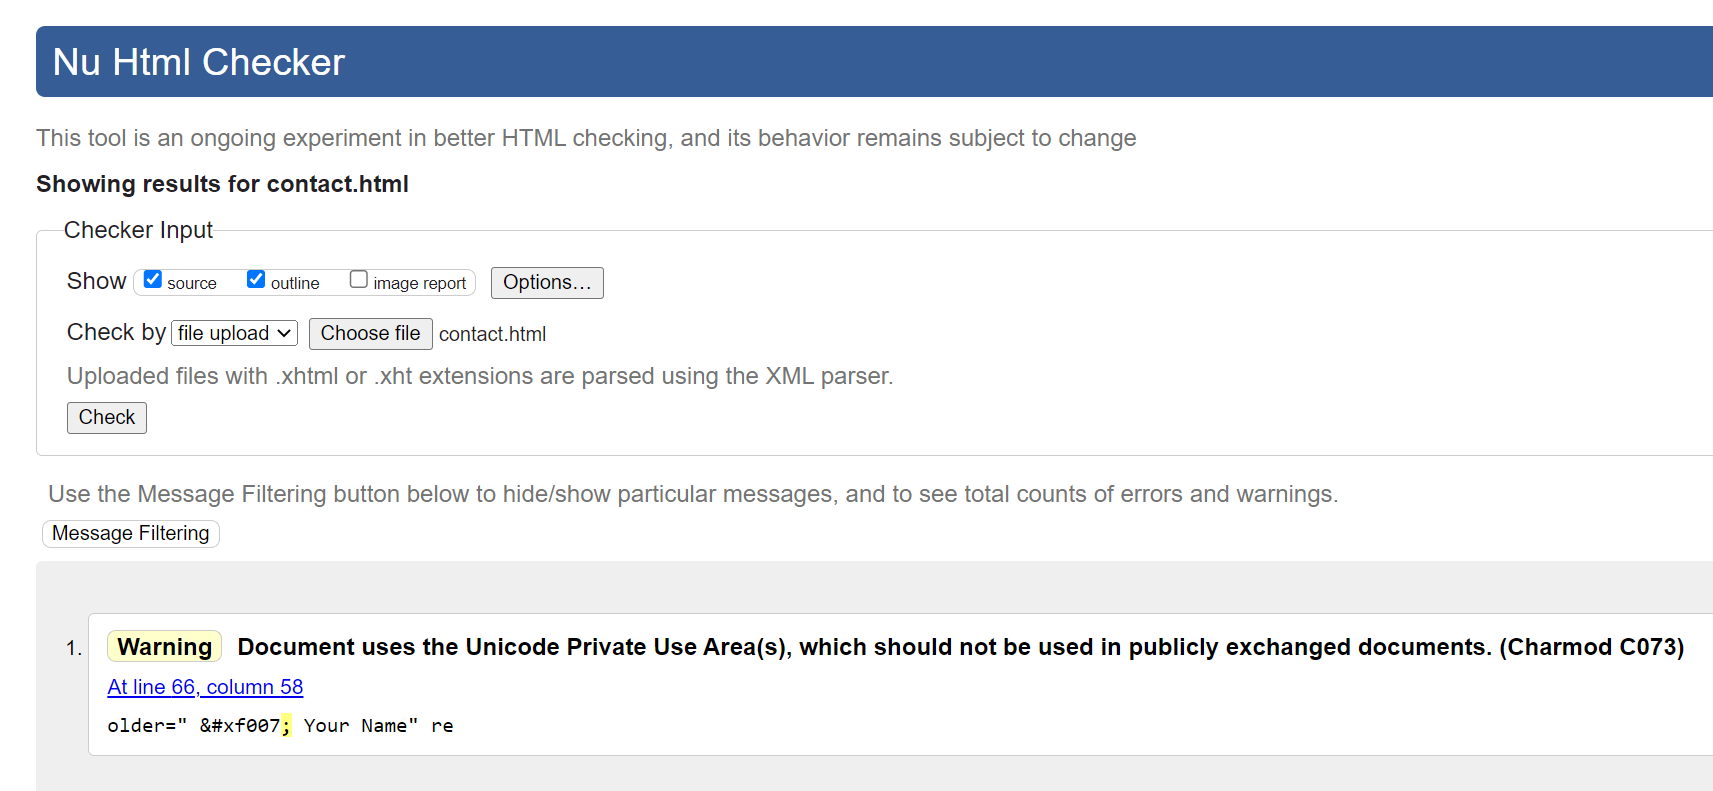 Nu Html Checker
This tool is an ongoing experiment in better HTML checking, and its behavior remains subject to change
Showing results for contact.html
Checker Input
Show source outline image report Options...
Check by file upload Choose file contact.html
Uploaded files with .xhtml or .xht extensions are parsed using the XML parser.
Check
Use the Message Filtering button below to hide/show particular messages, and to see total counts of errors and warnings.
Message Filtering
1. Warning Document uses the Unicode Private Use Area(s), which should not be used in publicly exchanged documents. (Charmod C073)
At line 66, column 58
older=" &#xf007; Your Name" re